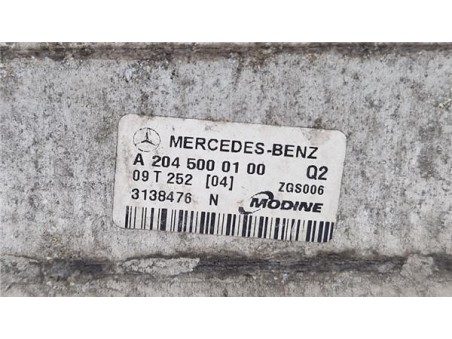 MERCEDES-BENZ
A 204 500 01 00 Q2
09 T 252 [04] ZGS006
3138476 N MODINE